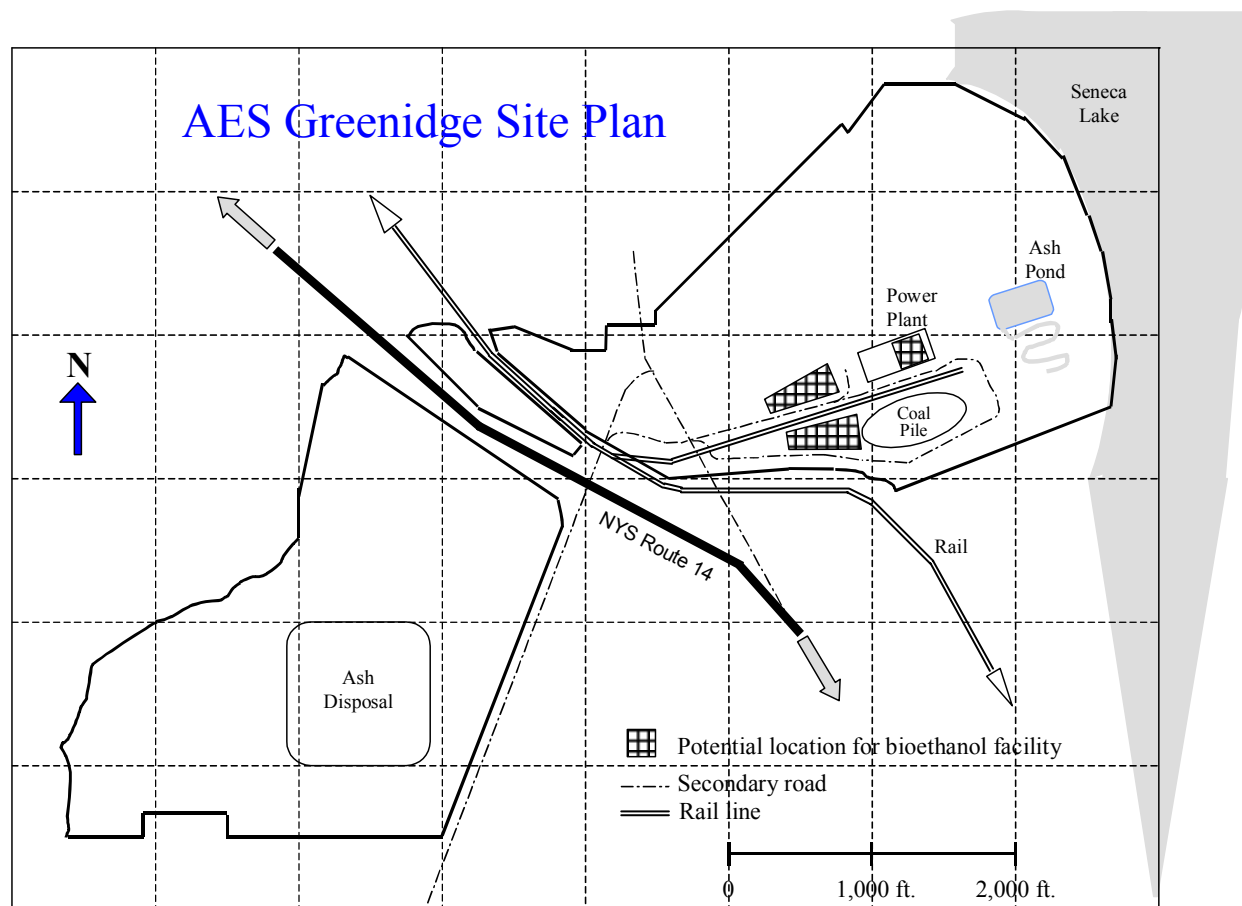 AES Greenidge Site Plan
Seneca
Lake
Ash
Pond
Power
Plant
N
Coal
Pile
NYS Route 14
Rail
Ash
Disposal
Potential location for bioethanol facility
Secondary road
Rail line
0
1,000 ft.
2,000 ft.